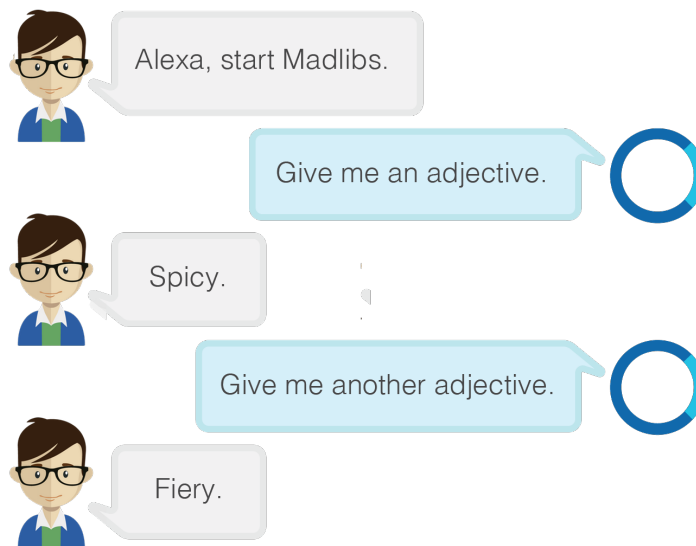 Alexa, start Madlibs.
Give me an adjective.
Spicy.
Give me another adjective.
Fiery.